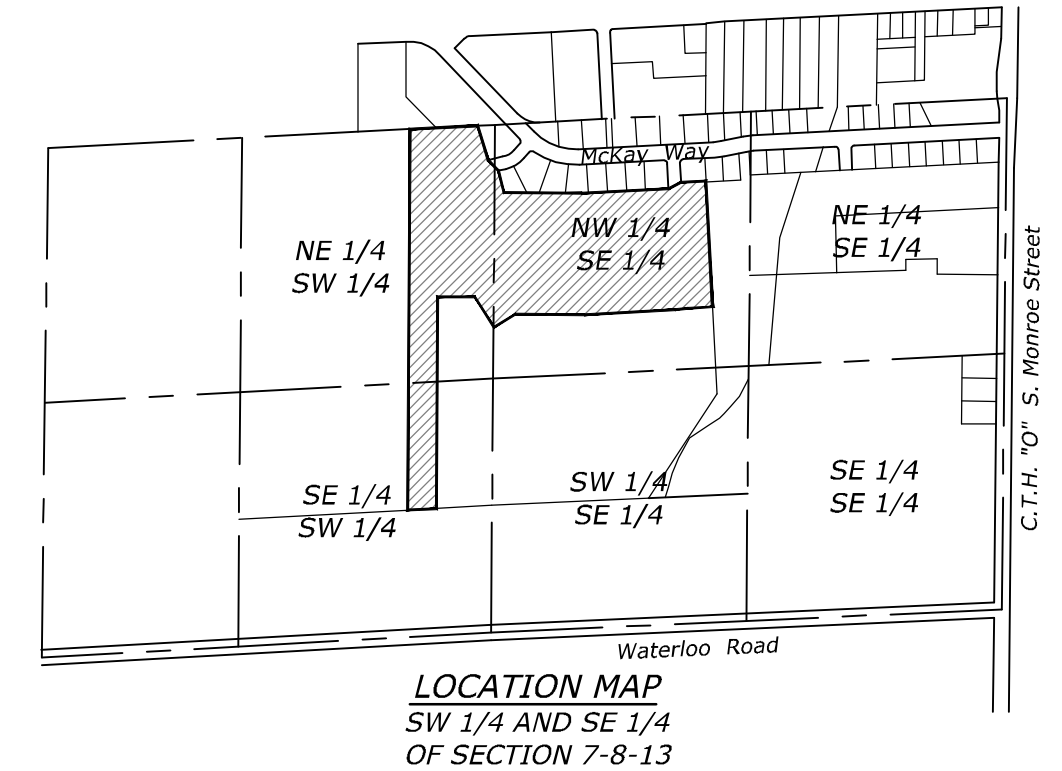 McKay Way
NE 1/4
SW 1/4
NW 1/4
SE 1/4
NE 1/4
SE 1/4
C.T.H. "O" S. Monroe Street
SE 1/4
SW 1/4
SW 1/4
SE 1/4
SE 1/4
SE 1/4
Waterloo Road
LOCATION MAP
SW 1/4 AND SE 1/4
OF SECTION 7-8-13